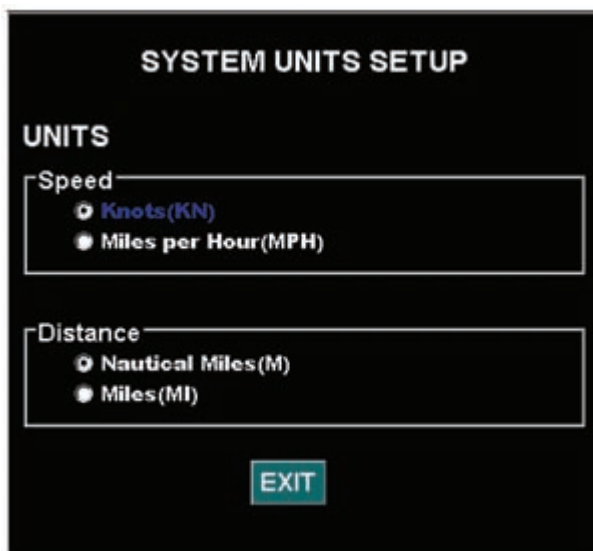 SYSTEM UNITS SETUP
UNITS
Speed
Knots(KN)
Miles per Hour(MPH)
Distance
Nautical Miles(M)
Miles(MI)
EXIT